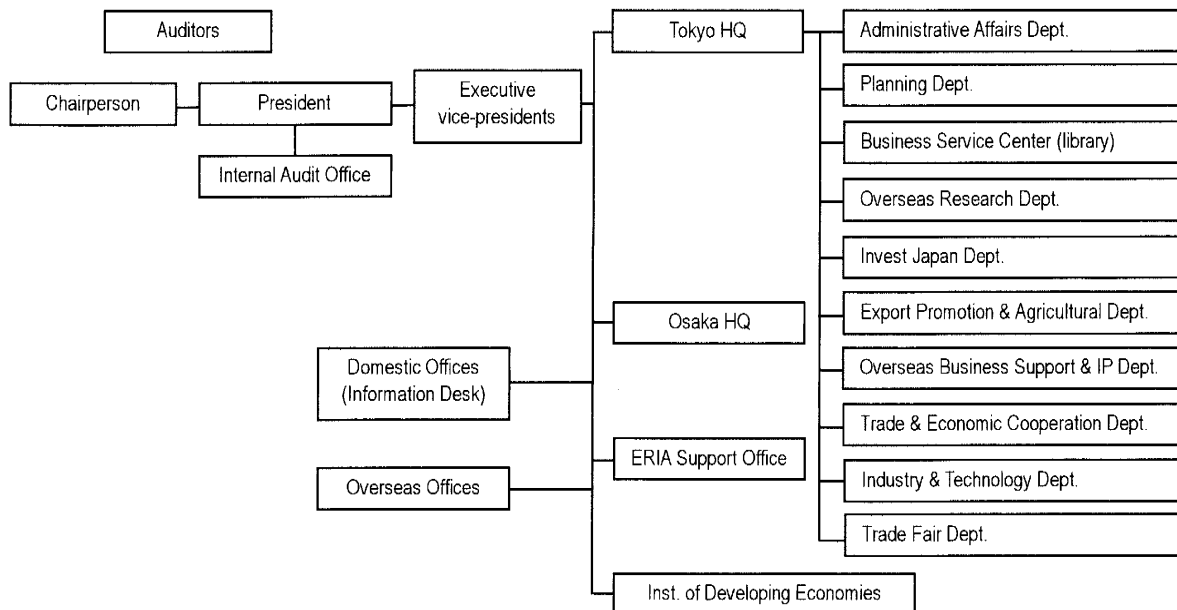 Auditors
Chairperson
President
Executive
vice-presidents
Internal Audit Office
Domestic Offices
(Information Desk)
Overseas Offices
Tokyo HQ
Osaka HQ
ERIA Support Office
Inst. of Developing Economies
Administrative Affairs Dept.
Planning Dept.
Business Service Center (library)
Overseas Research Dept.
Invest Japan Dept.
Export Promotion & Agricultural Dept.
Overseas Business Support & IP Dept.
Trade & Economic Cooperation Dept.
Industry & Technology Dept.
Trade Fair Dept.